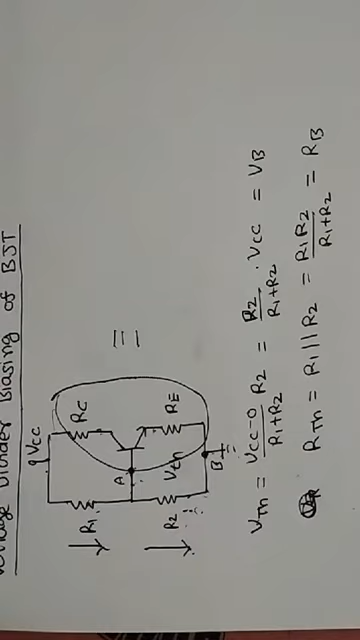 Voltage Divider Biasing of BJT
Vcc
R1
RC
A
Vth
R2
RE
B
≡
VTh = Vcc-0 / R1+R2 R2 = R2 / R1+R2 . Vcc = VB
RTh = R1 || R2 = R1R2 / R1+R2 = RB